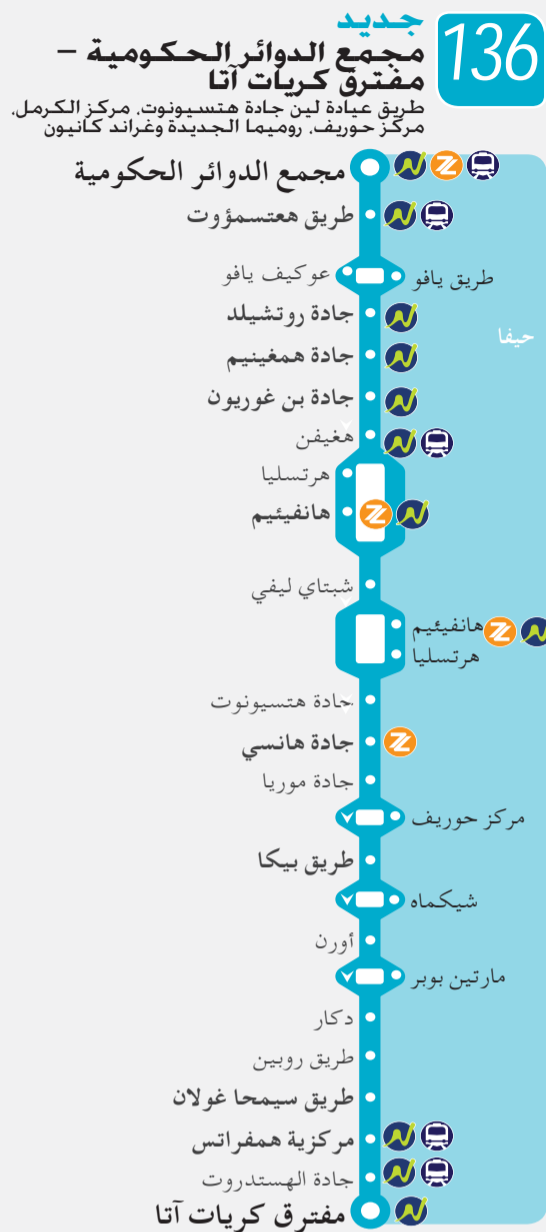 136
جديد
مجمع الدوائر الحكومية –
مفترق كريات آتا
طريق عيادة لين جادة هتسيونوت، مركز الكرمل،
مركز حوريف، روميما الجديدة وغراند كانيون
مجمع الدوائر الحكومية
طريق هعتسمؤوت
عوكيف يافو
طريق يافو
جادة روتشيلد
حيفا
جادة همغينيم
جادة بن غوريون
هغيفن
هرتسليا
هانفيئيم
شبتاي ليفي
هانفيئيم
هرتسليا
جادة هتسيونوت
جادة هانسي
جادة موريا
مركز حوريف
طريق بيكا
شيكماه
أورن
مارتين بوبر
دكار
طريق روبين
طريق سيمحا غولان
مركزية همفراتس
جادة الهستدروت
مفترق كريات آتا